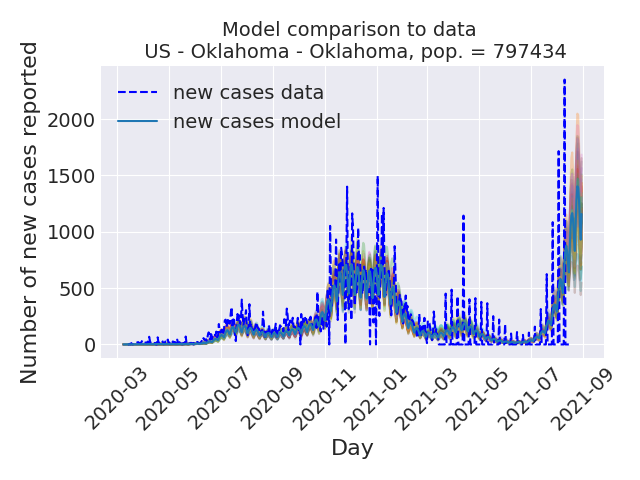 Model comparison to data
US - Oklahoma - Oklahoma, pop. = 797434
new cases data
new cases model
Number of new cases reported
2000
1500
1000
500
0
2020-03
2020-05
2020-07
2020-09
2020-11
2021-01
2021-03
2021-05
2021-07
2021-09
Day